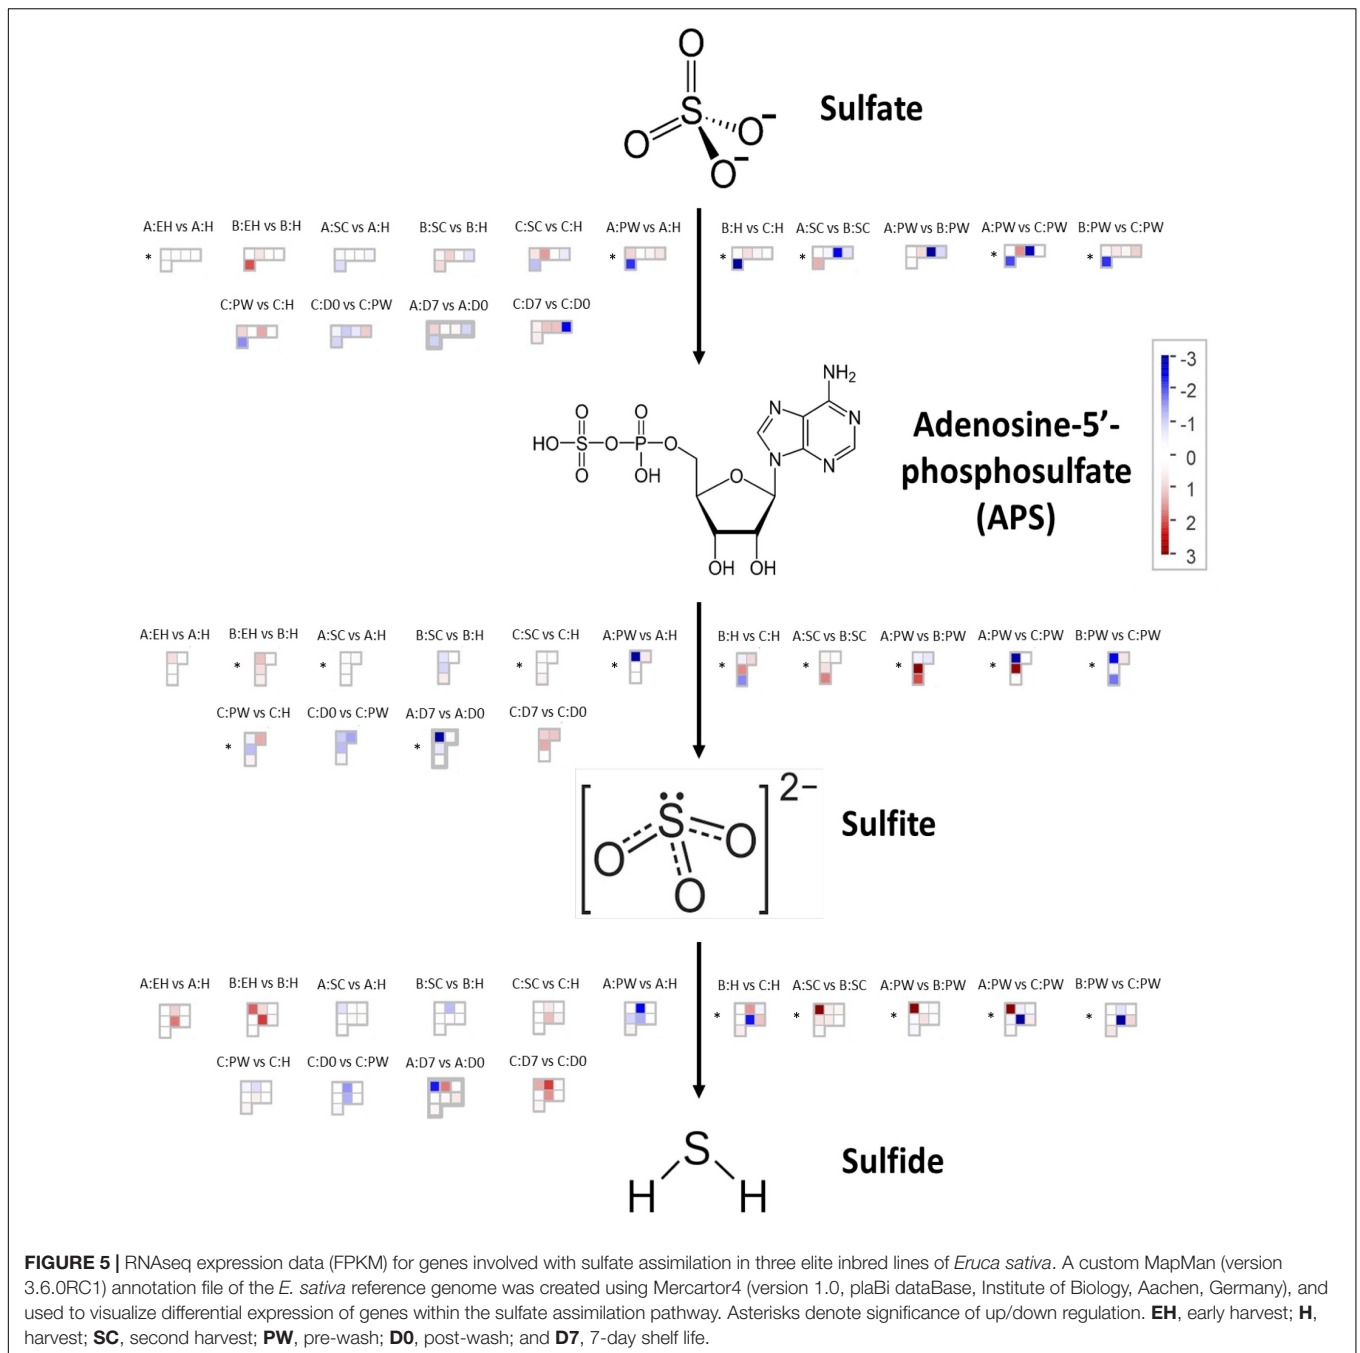 O
S
O
O−
O−
Sulfate
A:EH vs A:H B:EH vs B:H A:SC vs A:H B:SC vs B:H C:SC vs C:H A:PW vs A:H B:H vs C:H A:SC vs B:SC A:PW vs B:PW A:PW vs C:PW B:PW vs C:PW
* * * * * *
C:PW vs C:H C:D0 vs C:PW A:D7 vs A:D0 C:D7 vs C:D0
NH2
N
N
N
N
O O
HO S O P O
O OH
O
OH OH
Adenosine-5’-
phosphosulfate
(APS)
-3
-2
-1
0
1
2
3
A:EH vs A:H B:EH vs B:H A:SC vs A:H B:SC vs B:H C:SC vs C:H A:PW vs A:H B:H vs C:H A:SC vs B:SC A:PW vs B:PW A:PW vs C:PW B:PW vs C:PW
* * * * * * * * *
C:PW vs C:H C:D0 vs C:PW A:D7 vs A:D0 C:D7 vs C:D0
* *
2−
S
O O
O
Sulfite
A:EH vs A:H B:EH vs B:H A:SC vs A:H B:SC vs B:H C:SC vs C:H A:PW vs A:H B:H vs C:H A:SC vs B:SC A:PW vs B:PW A:PW vs C:PW B:PW vs C:PW
* * * * *
C:PW vs C:H C:D0 vs C:PW A:D7 vs A:D0 C:D7 vs C:D0
S
H H
Sulfide
FIGURE 5 | RNAseq expression data (FPKM) for genes involved with sulfate assimilation in three elite inbred lines of Eruca sativa. A custom MapMan (version
3.6.0RC1) annotation file of the E. sativa reference genome was created using Mercartor4 (version 1.0, plaBi dataBase, Institute of Biology, Aachen, Germany), and
used to visualize differential expression of genes within the sulfate assimilation pathway. Asterisks denote significance of up/down regulation. EH, early harvest; H,
harvest; SC, second harvest; PW, pre-wash; D0, post-wash; and D7, 7-day shelf life.